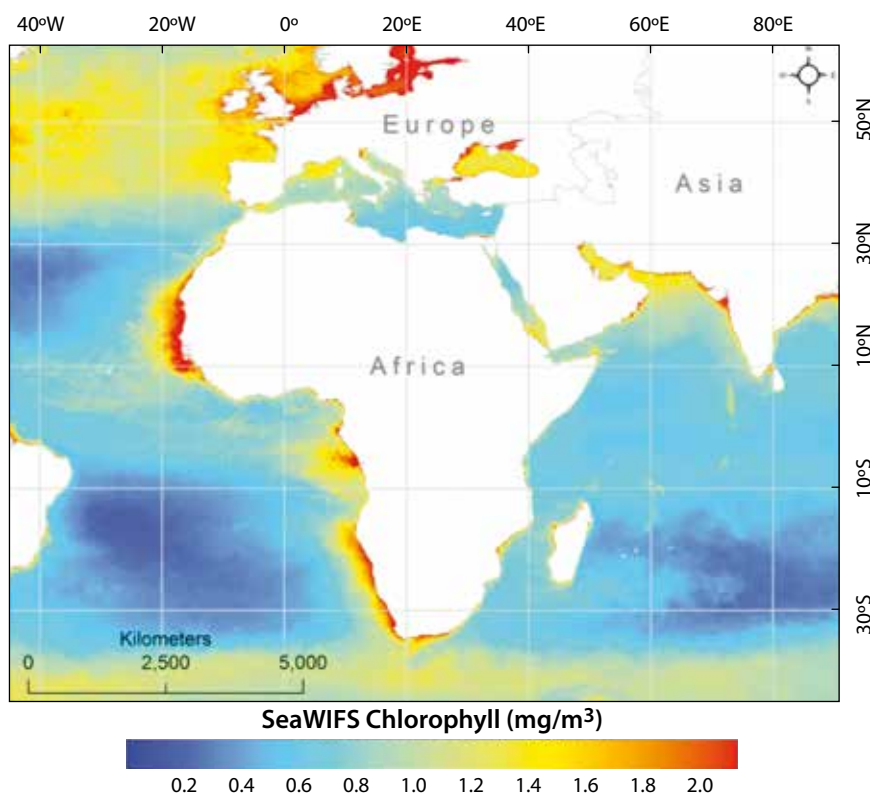 40ºW 20ºW 0º 20ºE 40ºE 60ºE 80ºE
50ºN
Europe
Asia
30ºN
10ºN
Africa
10ºS
30ºS
Kilometers
0 2,500 5,000
SeaWIFS Chlorophyll (mg/m³)
0.2 0.4 0.6 0.8 1.0 1.2 1.4 1.6 1.8 2.0